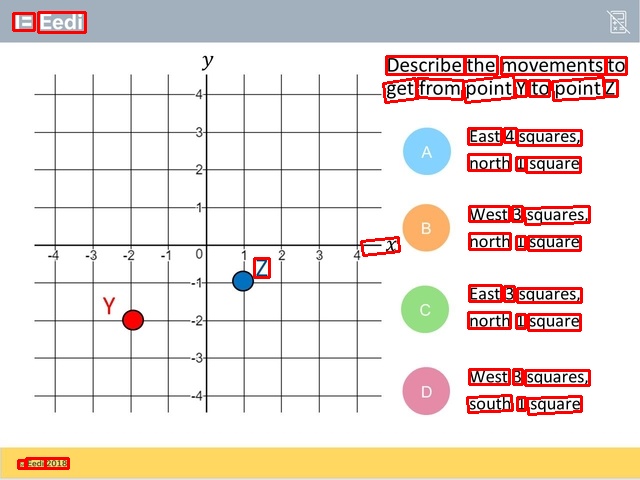 Eedi
Describe the movements to
get from point Y to point Z
y
4
3
2
1
-4 -3 -2 -1 0 1 2 3 4 x
-1
-2
-3
-4
Z
Y
A East 4 squares,
north 1 square
B West 3 squares,
north 1 square
C East 3 squares,
north 1 square
D West 3 squares,
south 1 square
Eedi 2018